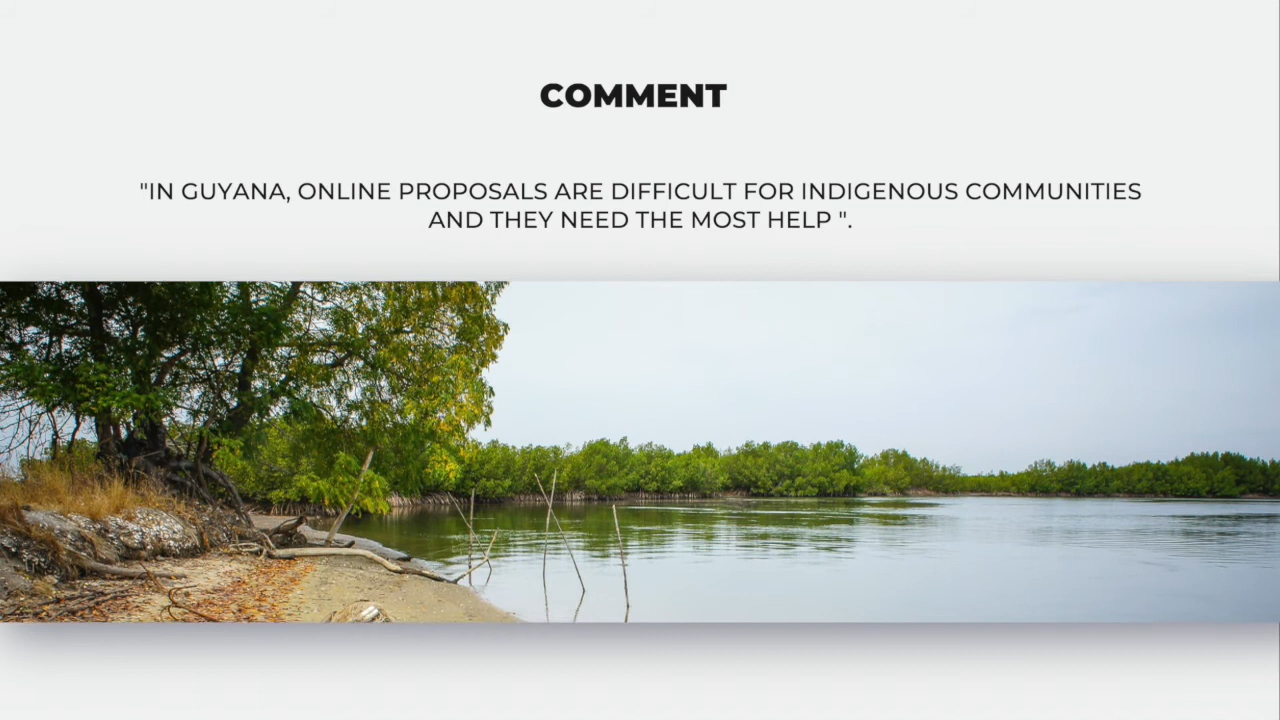 COMMENT
"IN GUYANA, ONLINE PROPOSALS ARE DIFFICULT FOR INDIGENOUS COMMUNITIES
AND THEY NEED THE MOST HELP ".